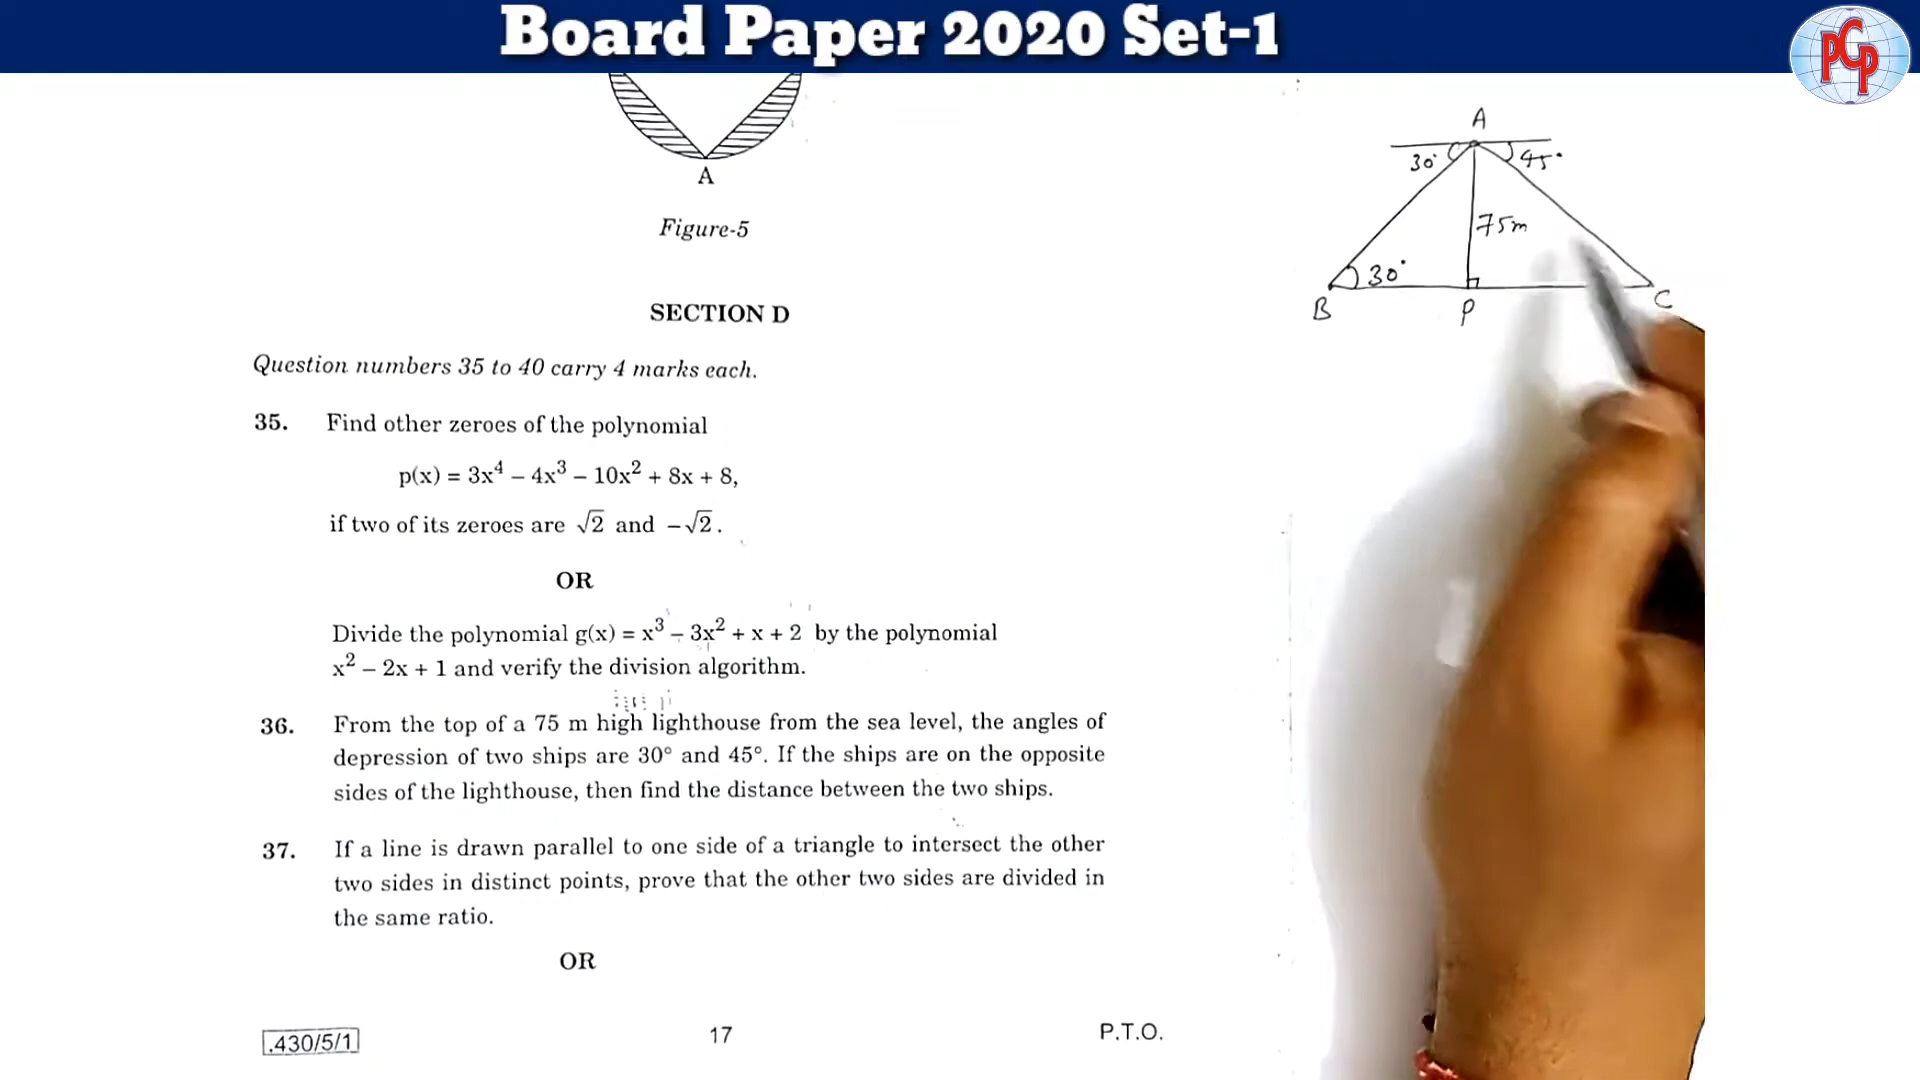 Board Paper 2020 Set-1
PCP
A
Figure-5
SECTION D
Question numbers 35 to 40 carry 4 marks each.
35. Find other zeroes of the polynomial
p(x) = 3x⁴ – 4x³ – 10x² + 8x + 8,
if two of its zeroes are √2 and –√2.
OR
Divide the polynomial g(x) = x³ – 3x² + x + 2 by the polynomial
x² – 2x + 1 and verify the division algorithm.
36. From the top of a 75 m high lighthouse from the sea level, the angles of
depression of two ships are 30° and 45°. If the ships are on the opposite
sides of the lighthouse, then find the distance between the two ships.
37. If a line is drawn parallel to one side of a triangle to intersect the other
two sides in distinct points, prove that the other two sides are divided in
the same ratio.
OR
.430/5/1
17
P.T.O.
A
30° 45°
75m
30°
B P C